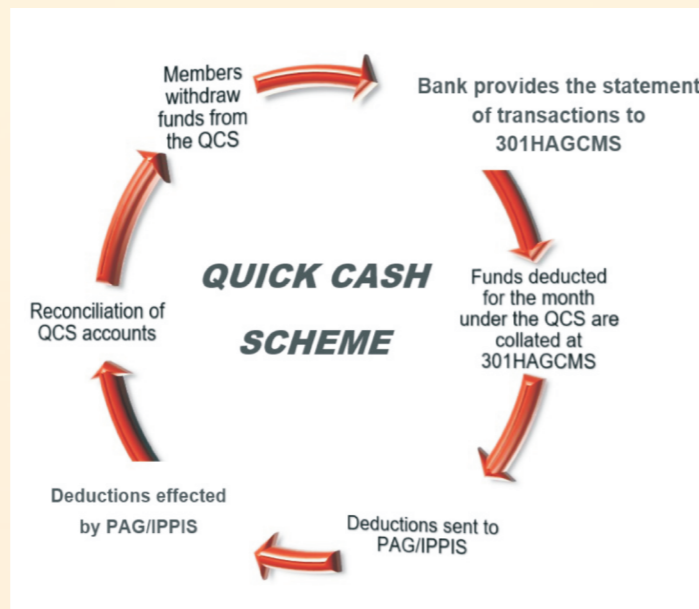 Members
withdraw
funds from
the QCS
Bank provides the statement
of transactions to
301HAGCMS
QUICK CASH
SCHEME
Funds deducted
for the month
under the QCS are
collated at
301HAGCMS
Reconciliation of
QCS accounts
Deductions effected
by PAG/IPPIS
Deductions sent to
PAG/IPPIS